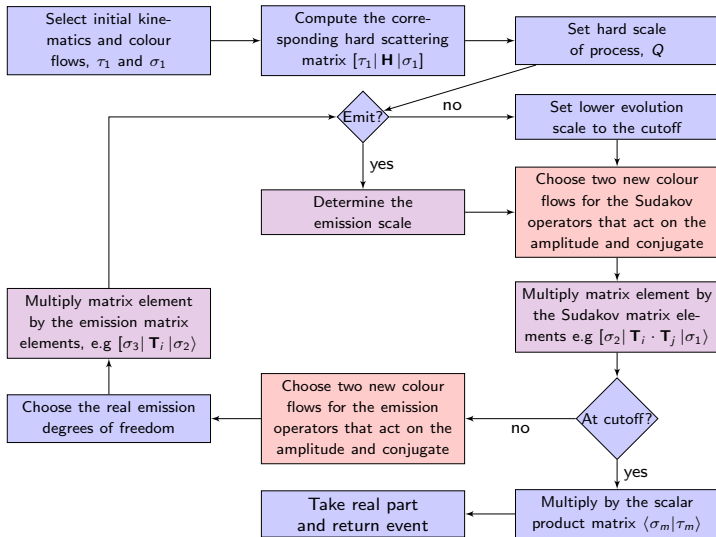 Select initial kine-
matics and colour
flows, τ₁ and σ₁
Compute the corre-
sponding hard scattering
matrix [τ₁| H |σ₁]
Set hard scale
of process, Q
Emit?
no
Set lower evolution
scale to the cutoff
yes
Determine the
emission scale
Choose two new colour
flows for the Sudakov
operators that act on the
amplitude and conjugate
Multiply matrix element
by the emission matrix
elements, e.g [σ₃| Tᵢ |σ₂⟩
Multiply matrix element by
the Sudakov matrix ele-
ments e.g [σ₂| Tᵢ · Tⱼ |σ₁⟩
Choose the real emission
degrees of freedom
Choose two new colour
flows for the emission
operators that act on the
amplitude and conjugate
no
At cutoff?
yes
Take real part
and return event
Multiply by the scalar
product matrix ⟨σₘ|τₘ⟩